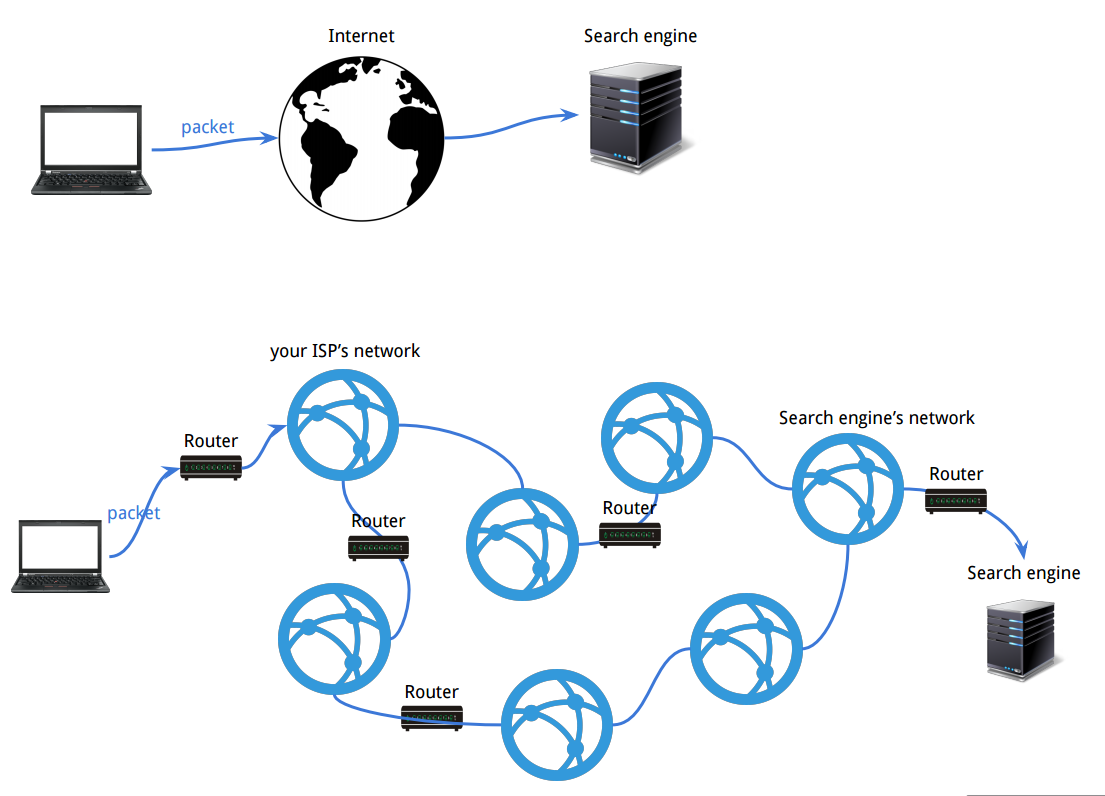 Internet
Search engine
packet
your ISP's network
Search engine's network
Router
Router
Router
Router
packet
Search engine
Router